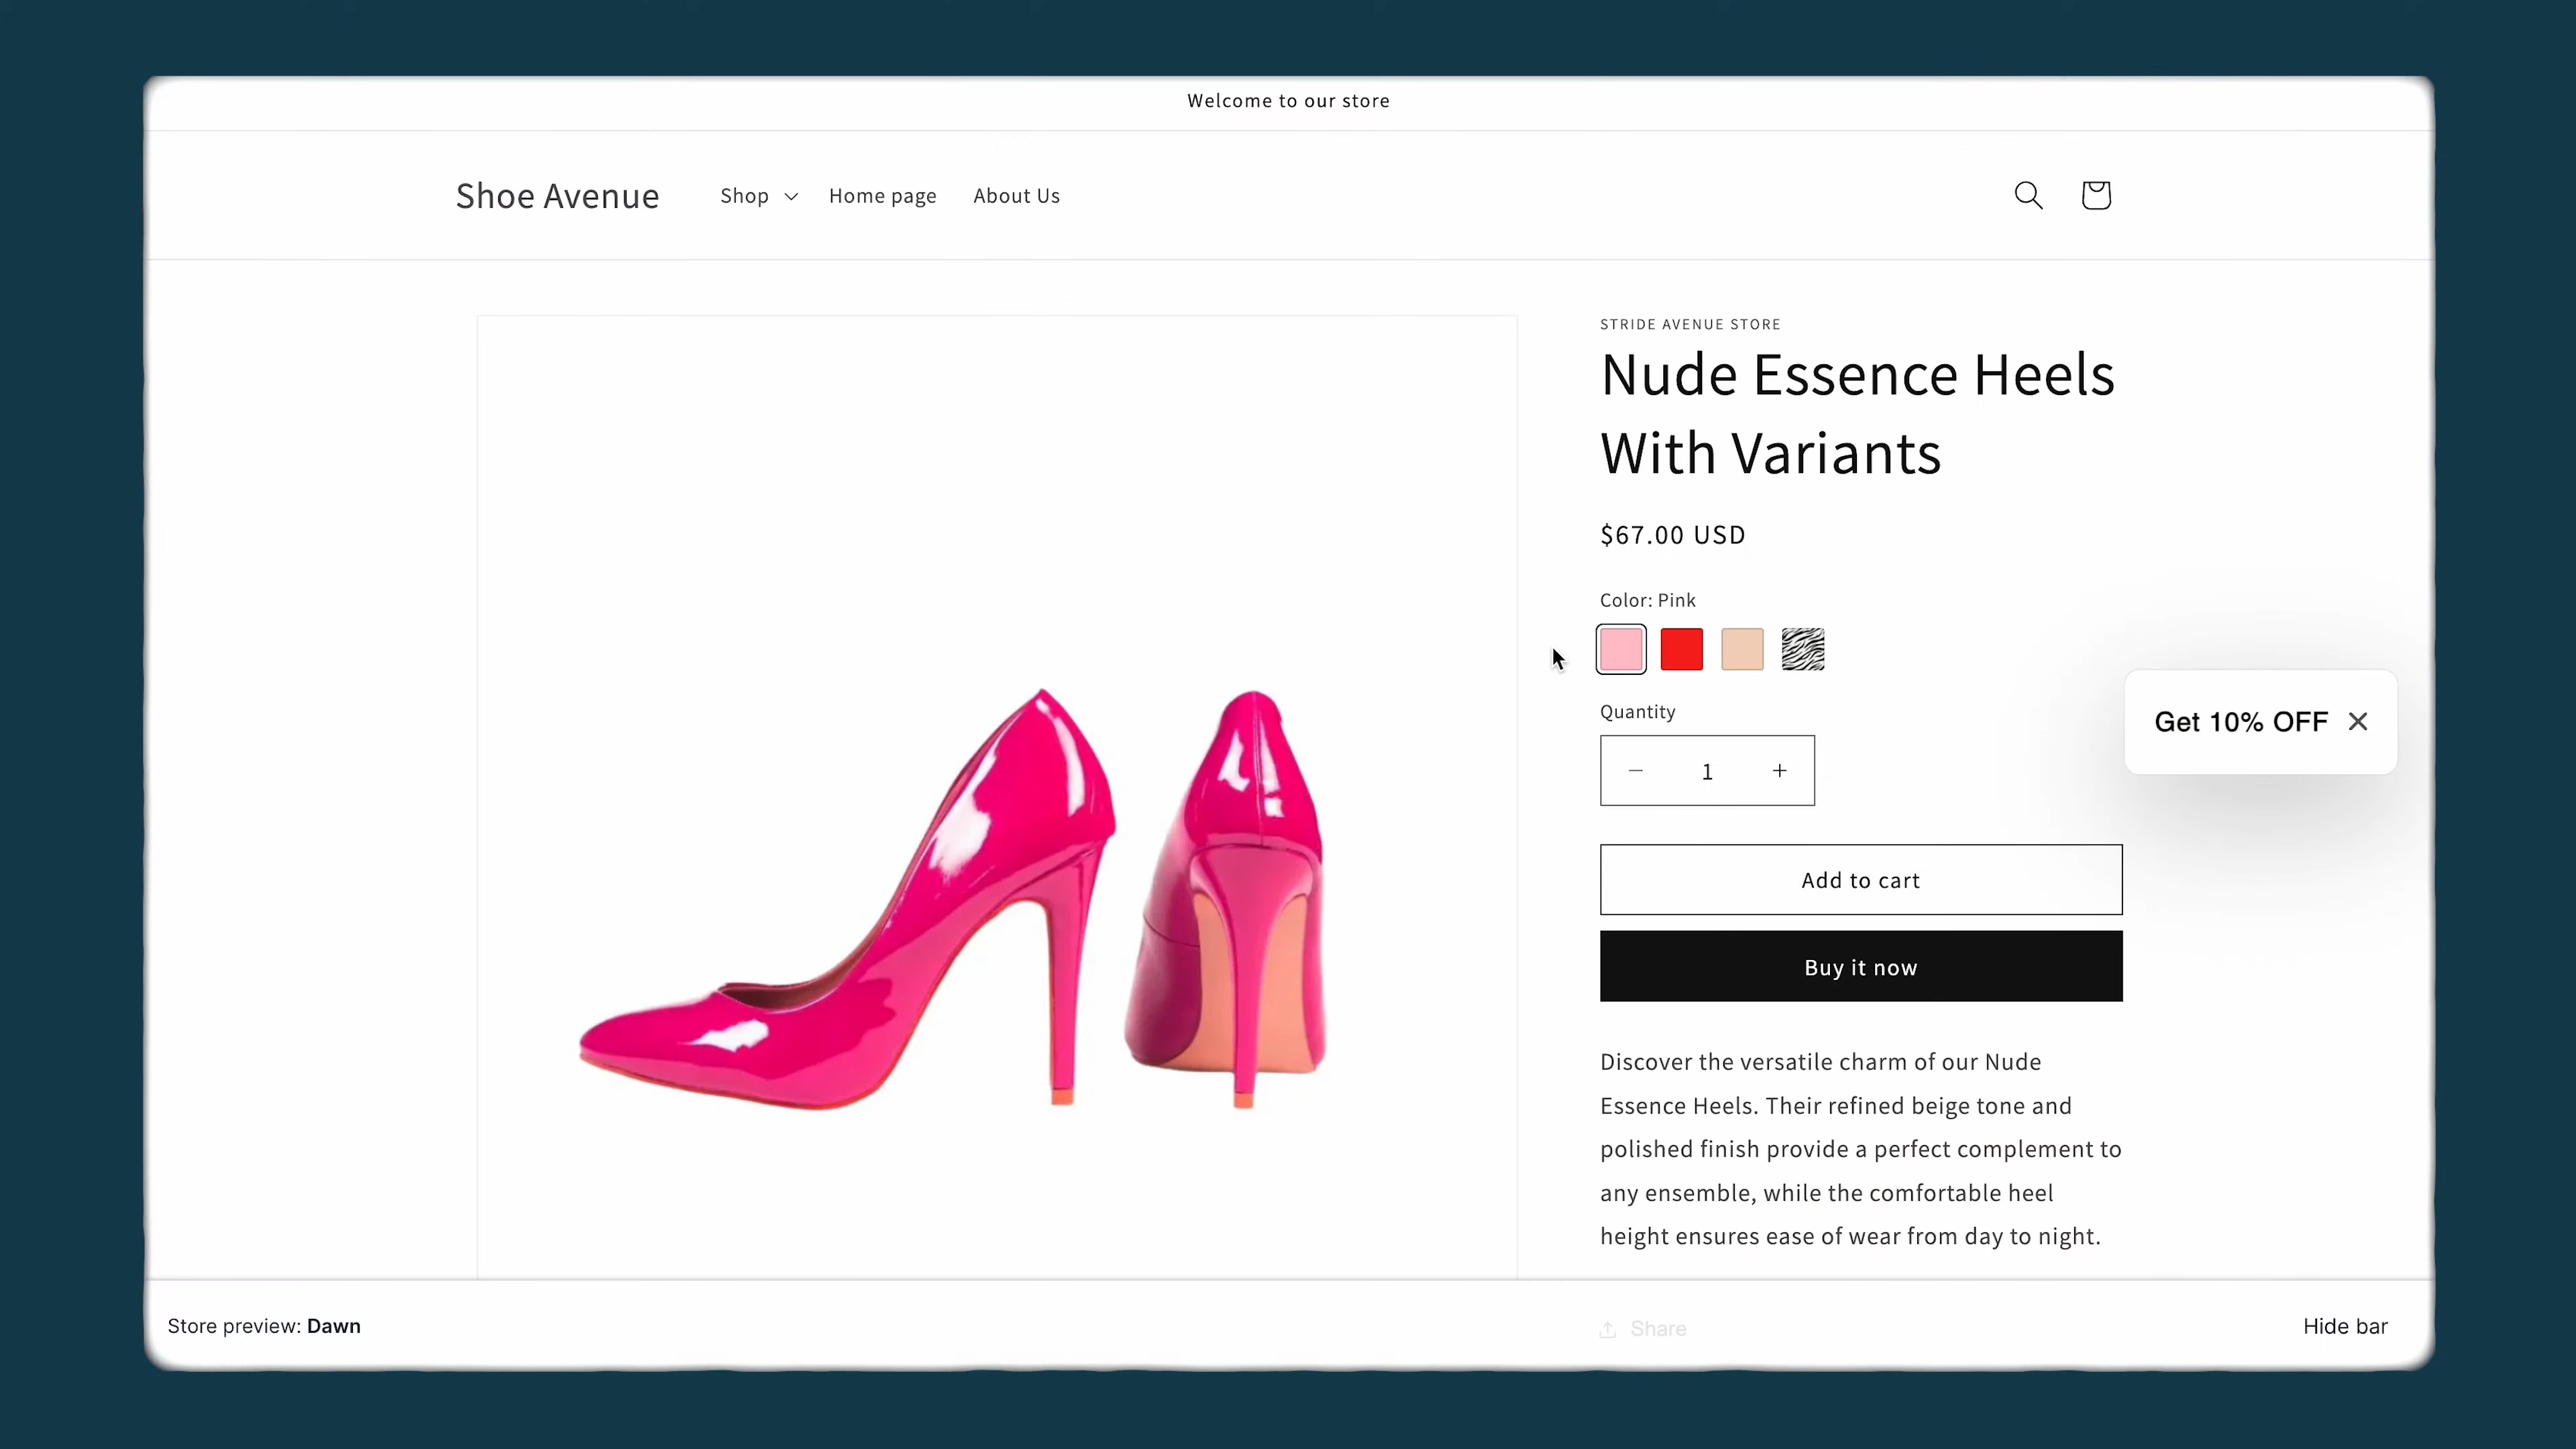 Welcome to our store
Shoe Avenue
Shop
Home page
About Us
STRIDE AVENUE STORE
Nude Essence Heels
With Variants
$67.00 USD
Color: Pink
Quantity
− 1 +
Get 10% OFF
Add to cart
Buy it now
Discover the versatile charm of our Nude
Essence Heels. Their refined beige tone and
polished finish provide a perfect complement to
any ensemble, while the comfortable heel
height ensures ease of wear from day to night.
Store preview: Dawn
Share
Hide bar